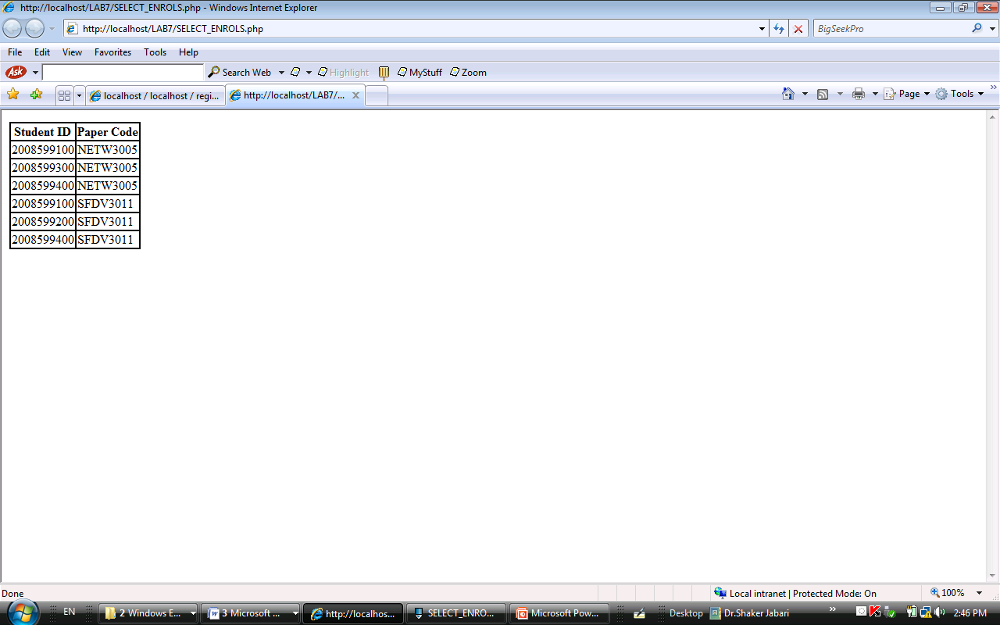 http://localhost/LAB7/SELECT_ENROLS.php - Windows Internet Explorer
http://localhost/LAB7/SELECT_ENROLS.php
BigSeekPro
File Edit View Favorites Tools Help
Ask Search Web Highlight MyStuff Zoom
localhost / localhost / regi... http://localhost/LAB7/... Page Tools
Student ID Paper Code
2008599100 NETW3005
2008599300 NETW3005
2008599400 NETW3005
2008599100 SFDV3011
2008599200 SFDV3011
2008599400 SFDV3011
Done Local intranet | Protected Mode: On 100%
EN 2 Windows E... 3 Microsoft ... http://localhos... SELECT_ENRO... Microsoft Pow... Desktop Dr.Shaker Jabari 2:46 PM